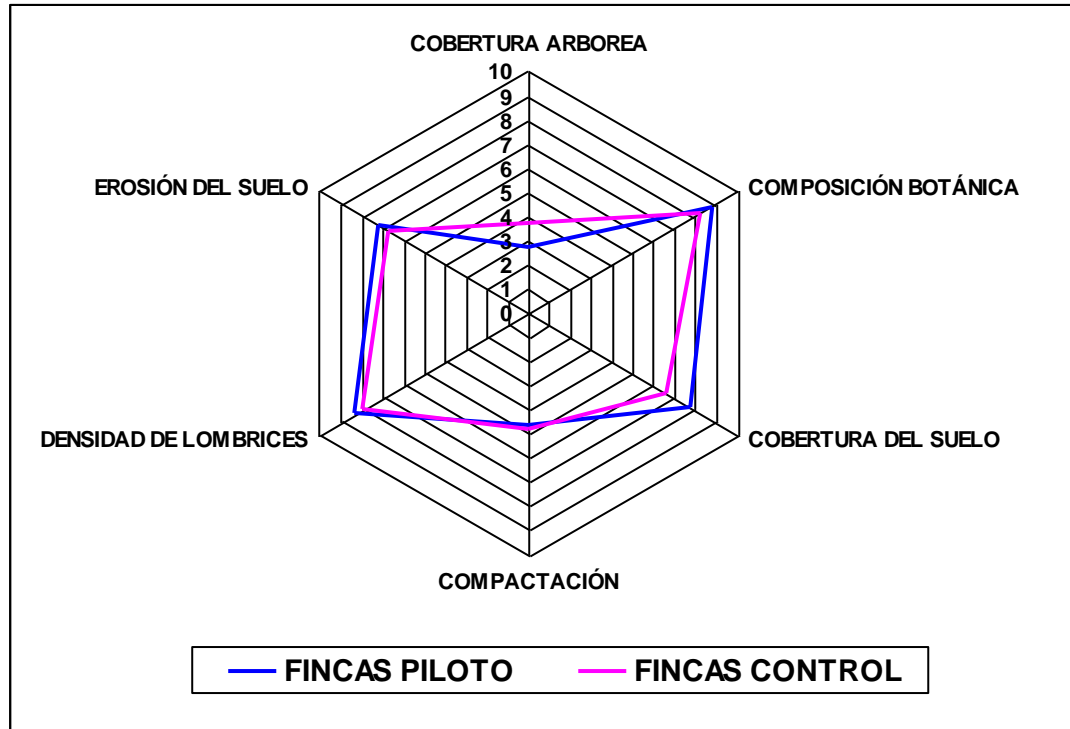 COBERTURA ARBOREA
10
9
8
7
6
5
4
3
2
1
0
EROSIÓN DEL SUELO
COMPOSICIÓN BOTÁNICA
DENSIDAD DE LOMBRICES
COBERTURA DEL SUELO
COMPACTACIÓN
FINCAS PILOTO
FINCAS CONTROL